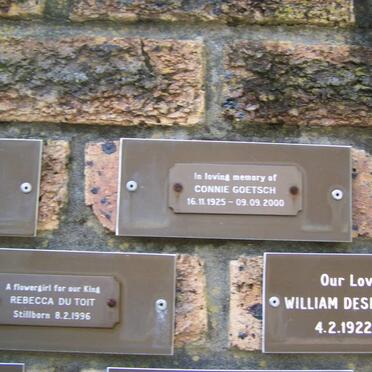 In loving memory of
CONNIE GOETSCH
16.11.1925 - 09.09.2000
A flowergirl for our King
REBECCA DU TOIT
Stillborn 8.2.1996
Our Lov
WILLIAM DES
4.2.1922